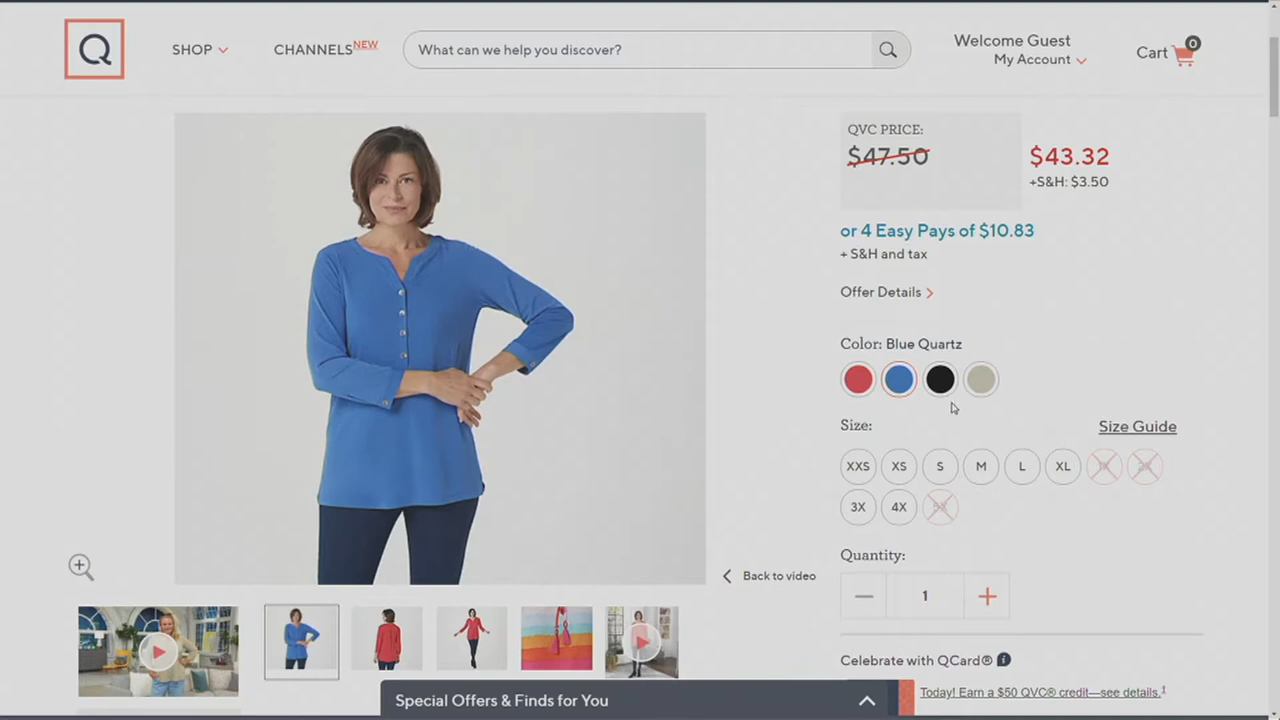 Q
SHOP
CHANNELS NEW
What can we help you discover?
Welcome Guest
My Account
Cart
0
QVC PRICE:
$47.50
$43.32
+S&H: $3.50
or 4 Easy Pays of $10.83
+ S&H and tax
Offer Details
Color: Blue Quartz
Size:
Size Guide
XXS XS S M L XL
3X 4X
Quantity:
1
Back to video
Celebrate with QCard®
Today! Earn a $50 QVC® credit—see details.1
Special Offers & Finds for You